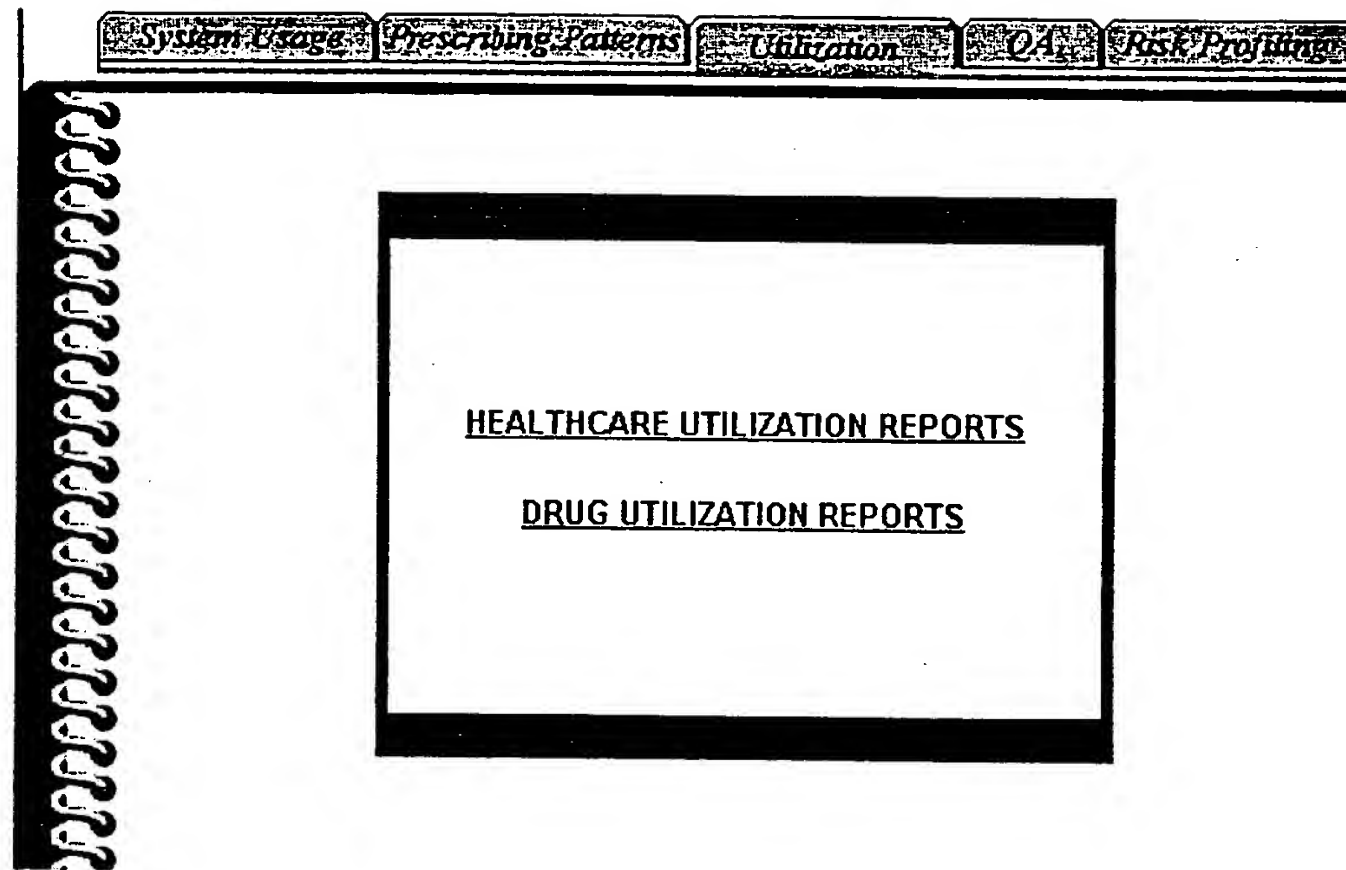 System Usage Prescribing Patterns Utilization QA Risk Profiling
HEALTHCARE UTILIZATION REPORTS
DRUG UTILIZATION REPORTS